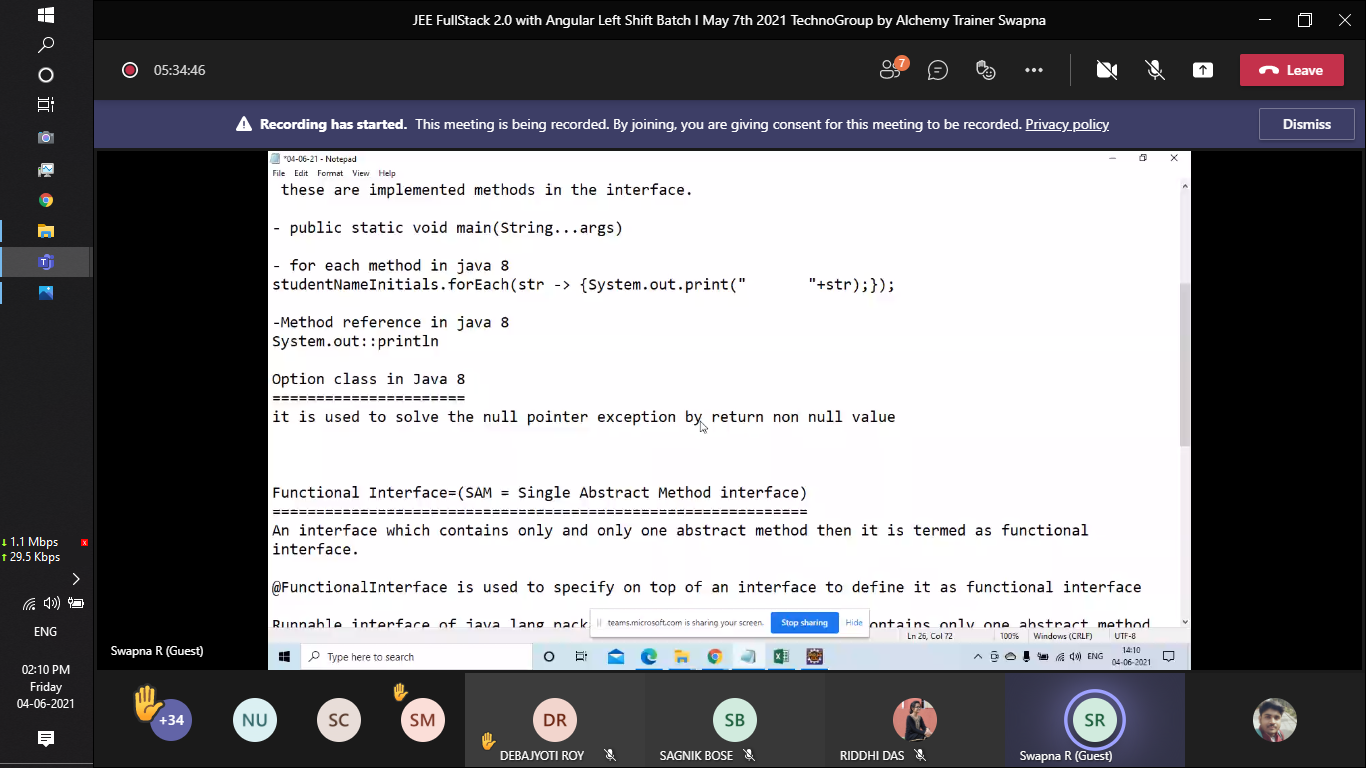 JEE FullStack 2.0 with Angular Left Shift Batch I May 7th 2021 TechnoGroup by Alchemy Trainer Swapna
05:34:46
7
Leave
Recording has started. This meeting is being recorded. By joining, you are giving consent for this meeting to be recorded. Privacy policy
Dismiss
*04-06-21 - Notepad
File Edit Format View Help
these are implemented methods in the interface.
- public static void main(String...args)
- for each method in java 8
studentNameInitials.forEach(str -> {System.out.print("       "+str);});
-Method reference in java 8
System.out::println
Option class in Java 8
======================
it is used to solve the null pointer exception by return non null value
Functional Interface=(SAM = Single Abstract Method interface)
=============================================================
An interface which contains only and only one abstract method then it is termed as functional
interface.
@FunctionalInterface is used to specify on top of an interface to define it as functional interface
Runnable interface of java lang pack contains only one abstract method
teams.microsoft.com is sharing your screen. Stop sharing Hide
Ln 26, Col 72 100% Windows (CRLF) UTF-8
Type here to search
ENG
14:10
04-06-2021
Swapna R (Guest)
1.1 Mbps
29.5 Kbps
ENG
02:10 PM
Friday
04-06-2021
+34
NU
SC
SM
DR
DEBAJYOTI ROY
SB
SAGNIK BOSE
RIDDHI DAS
SR
Swapna R (Guest)